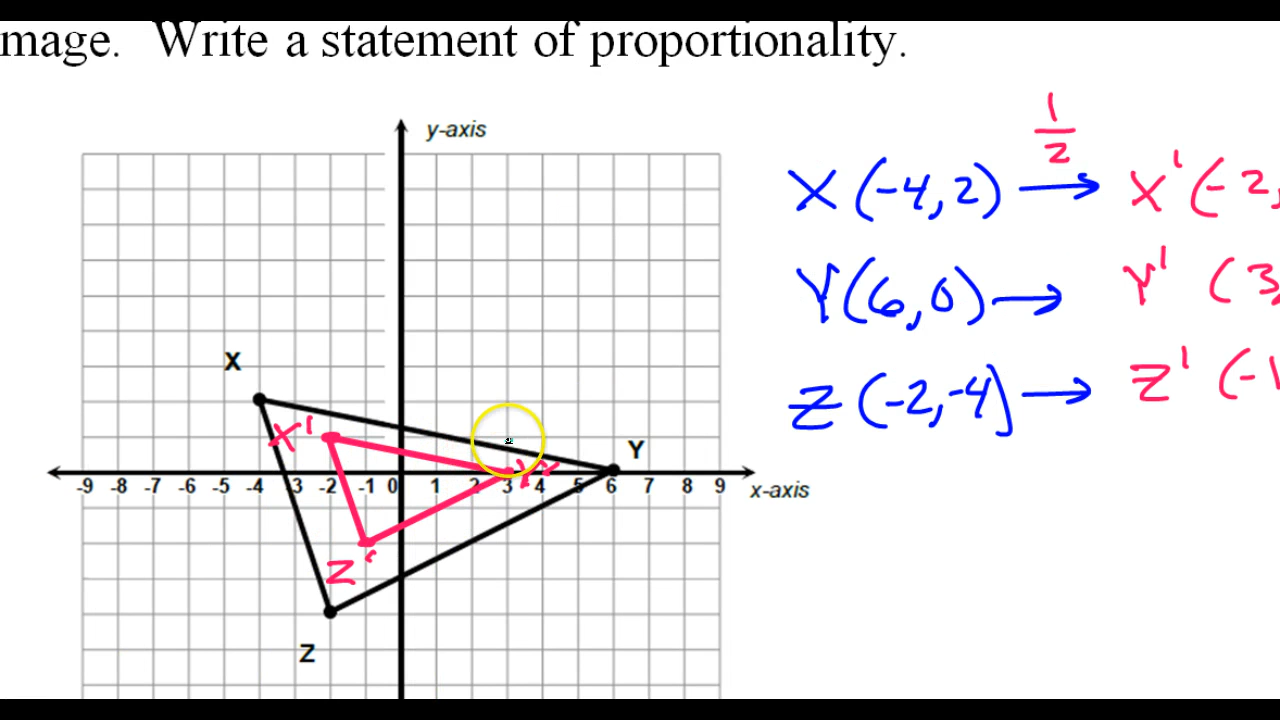 mage. Write a statement of proportionality.
y-axis
1
2
X (-4, 2) → X' (-2,
Y (6, 0) → Y' (3,
Z (-2, -4) → Z' (-1
X
X'
Y
-9 -8 -7 -6 -5 -4 -3 -2 -1 0 1 2 3 4 5 6 7 8 9
x-axis
Z'
Z